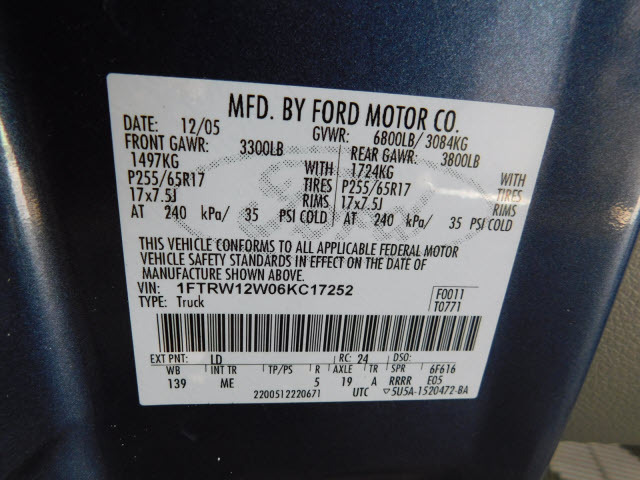 MFD. BY FORD MOTOR CO.
DATE: 12/05 GVWR: 6800LB/ 3084KG
FRONT GAWR: 3300LB REAR GAWR: 3800LB
1497KG WITH 1724KG WITH
P255/65R17 TIRES P255/65R17 TIRES
17x7.5J RIMS 17x7.5J RIMS
AT 240 kPa/ 35 PSI COLD AT 240 kPa/ 35 PSI COLD
THIS VEHICLE CONFORMS TO ALL APPLICABLE FEDERAL MOTOR
VEHICLE SAFETY STANDARDS IN EFFECT ON THE DATE OF
MANUFACTURE SHOWN ABOVE.
VIN: 1FTRW12W06KC17252 F0011
TYPE: Truck T0771
EXT PNT: LD RC: 24 DSO:
WB INT TR TP/PS R AXLE TR SPR 6F616
139 ME 5 19 A RRRR E05
2200512220671 UTC ▽5U5A-1520472-BA